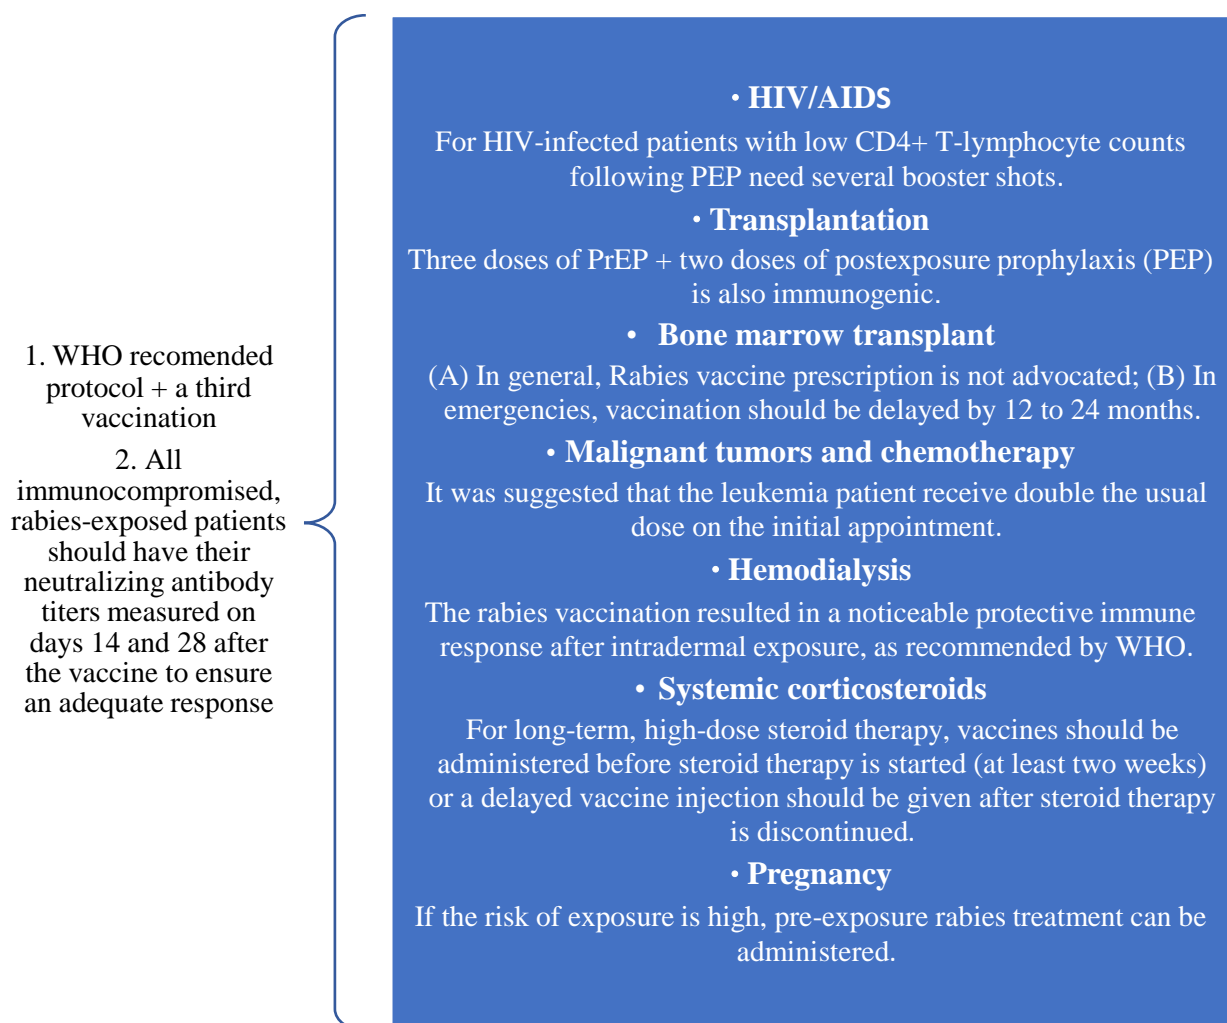 1. WHO recomended
protocol + a third
vaccination
2. All
immunocompromised,
rabies-exposed patients
should have their
neutralizing antibody
titers measured on
days 14 and 28 after
the vaccine to ensure
an adequate response
• HIV/AIDS
For HIV-infected patients with low CD4+ T-lymphocyte counts
following PEP need several booster shots.
• Transplantation
Three doses of PrEP + two doses of postexposure prophylaxis (PEP)
is also immunogenic.
• Bone marrow transplant
(A) In general, Rabies vaccine prescription is not advocated; (B) In
emergencies, vaccination should be delayed by 12 to 24 months.
• Malignant tumors and chemotherapy
It was suggested that the leukemia patient receive double the usual
dose on the initial appointment.
• Hemodialysis
The rabies vaccination resulted in a noticeable protective immune
response after intradermal exposure, as recommended by WHO.
• Systemic corticosteroids
For long-term, high-dose steroid therapy, vaccines should be
administered before steroid therapy is started (at least two weeks)
or a delayed vaccine injection should be given after steroid therapy
is discontinued.
• Pregnancy
If the risk of exposure is high, pre-exposure rabies treatment can be
administered.